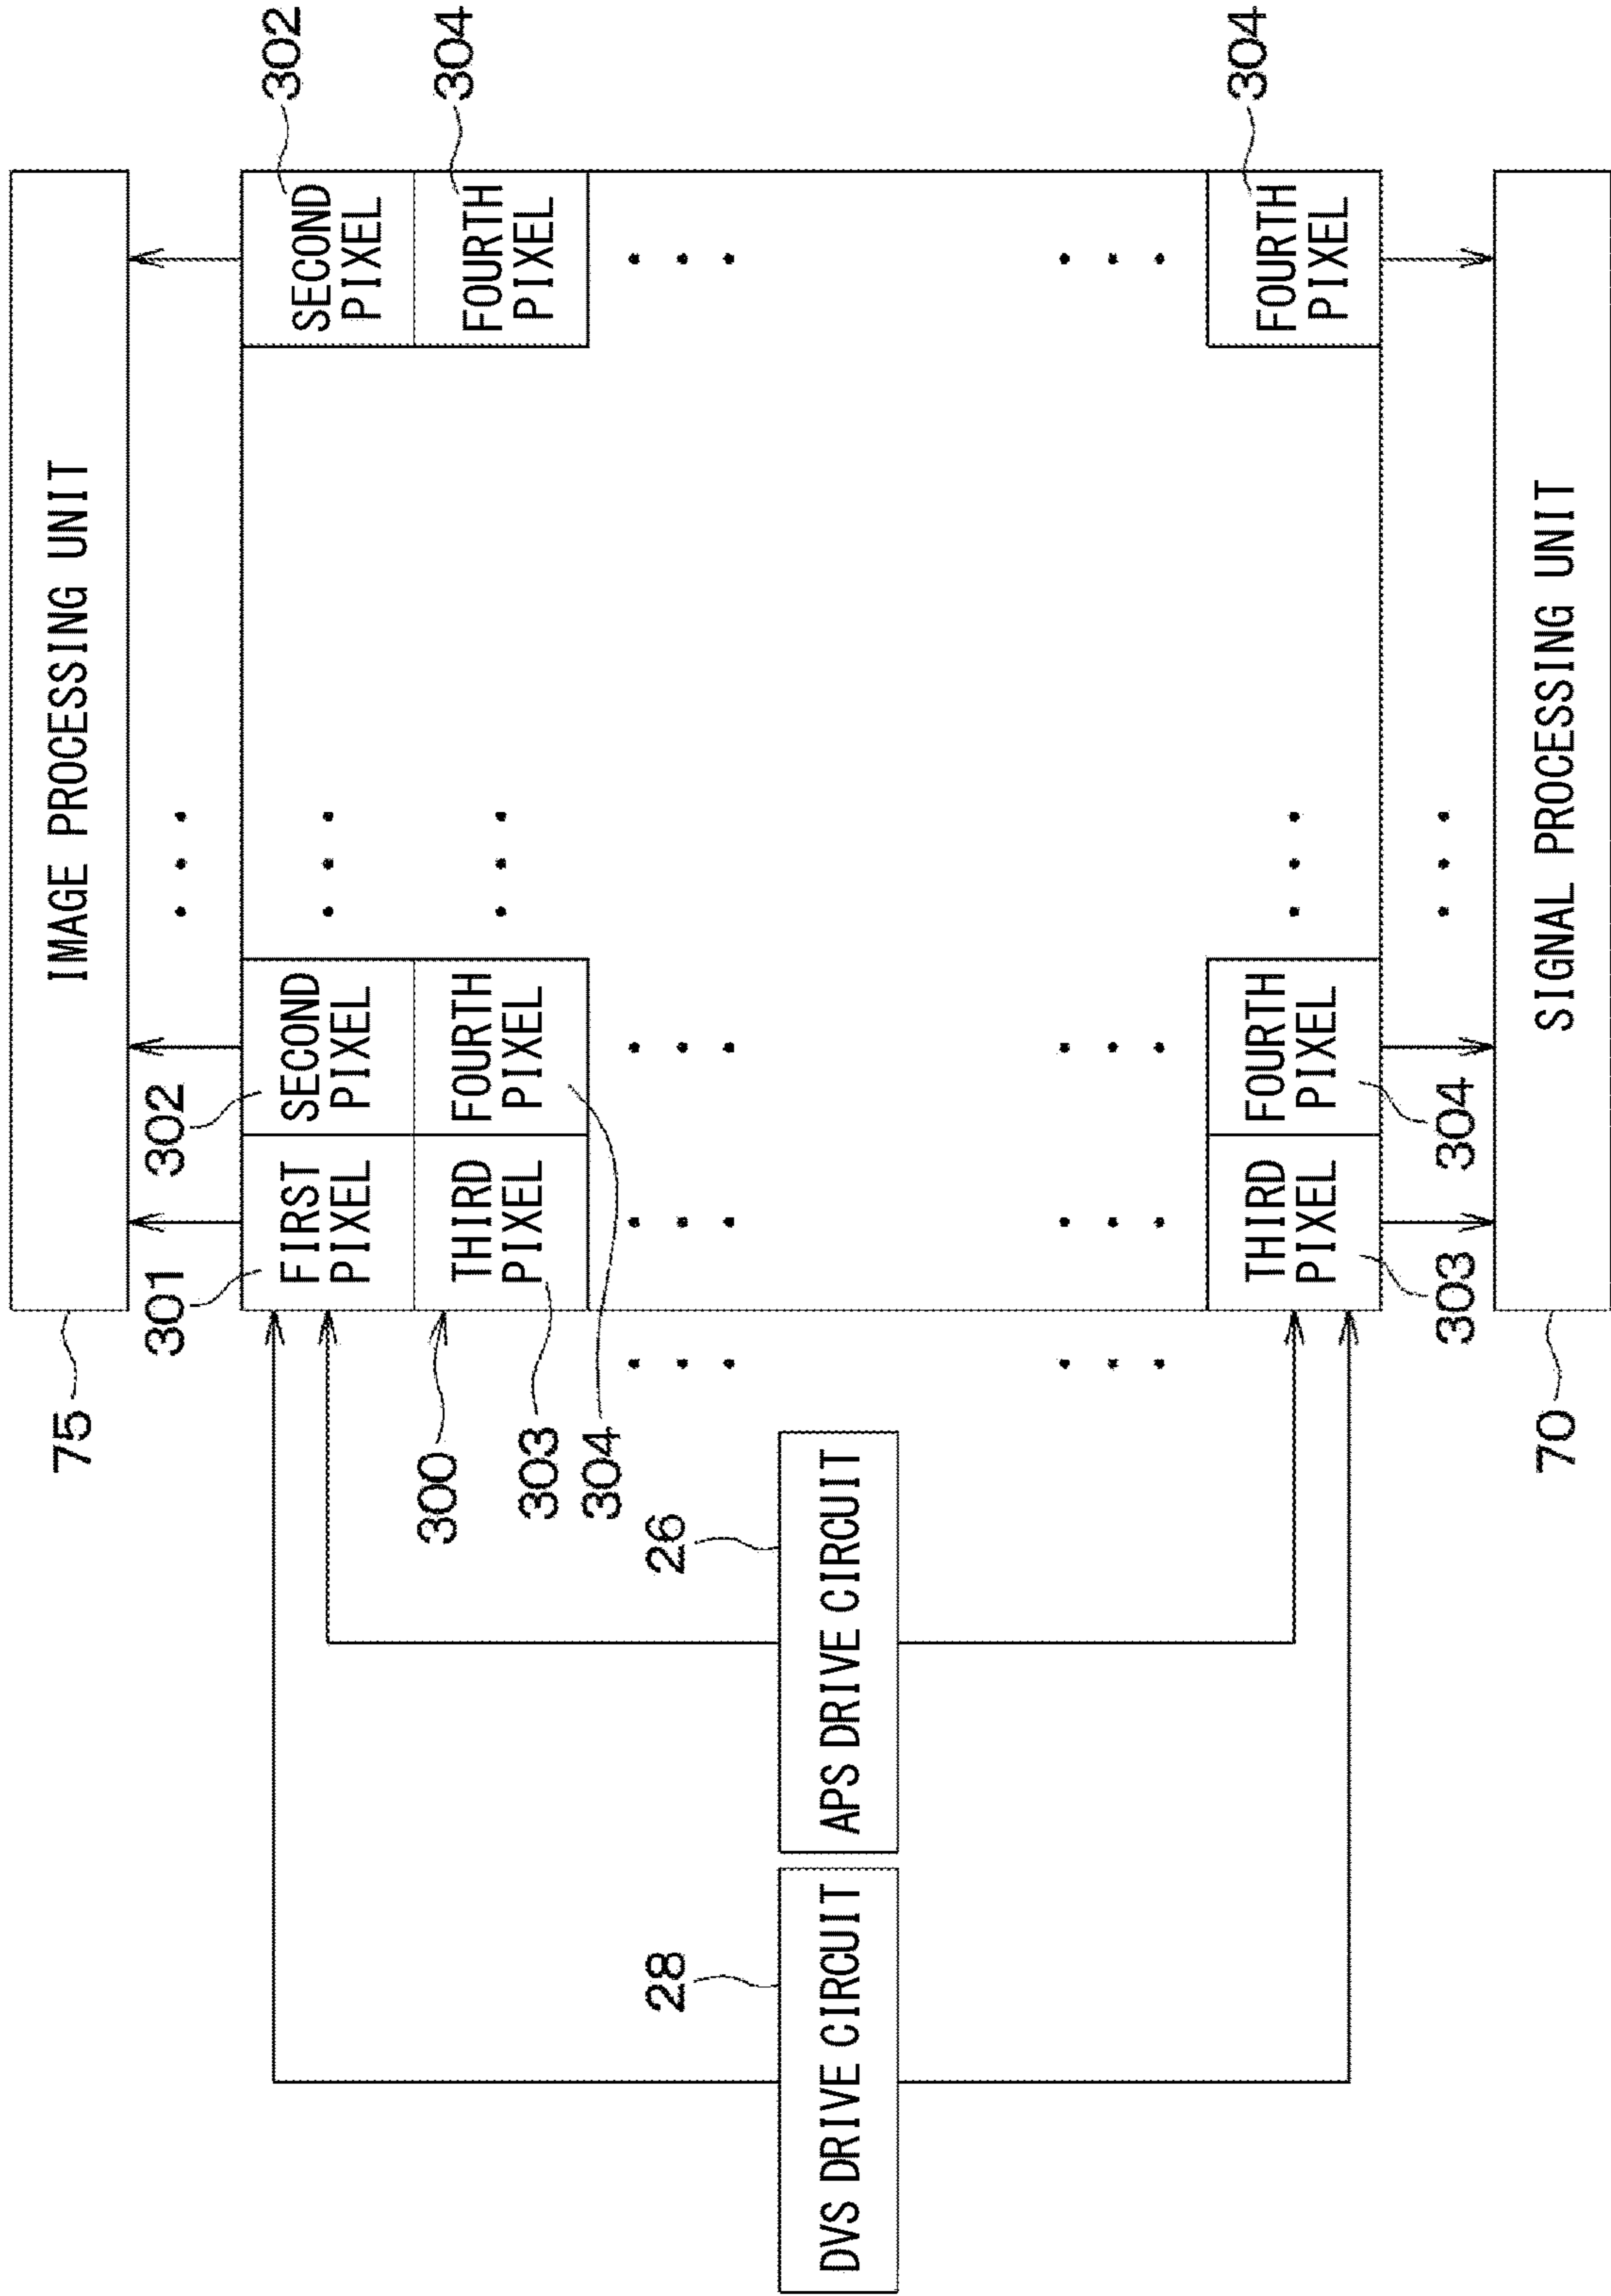 75
IMAGE PROCESSING UNIT
301
302
302
FIRST
PIXEL
SECOND
PIXEL
SECOND
PIXEL
300
304
THIRD
PIXEL
FOURTH
PIXEL
FOURTH
PIXEL
303
304
28
26
DVS DRIVE CIRCUIT
APS DRIVE CIRCUIT
304
THIRD
PIXEL
FOURTH
PIXEL
FOURTH
PIXEL
303
304
70
SIGNAL PROCESSING UNIT